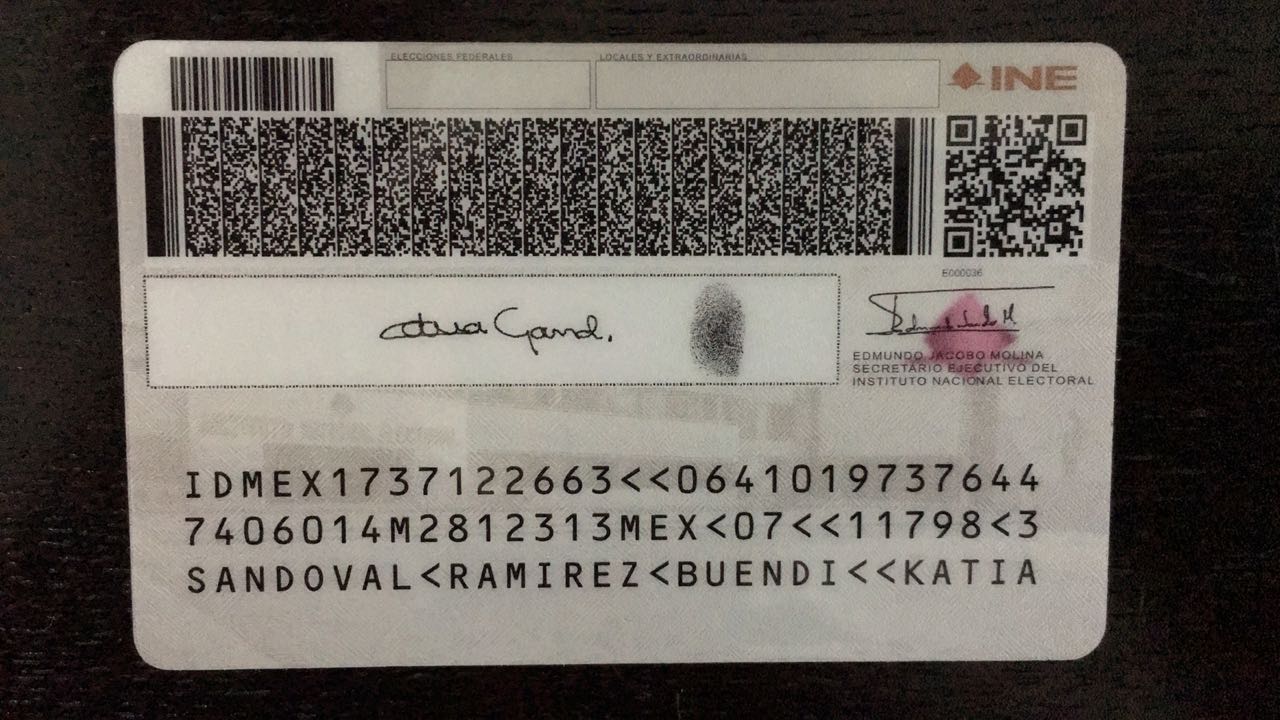 ELECCIONES FEDERALES
LOCALES Y EXTRAORDINARIAS
INE
E000036
EDMUNDO JACOBO MOLINA
SECRETARIO EJECUTIVO DEL
INSTITUTO NACIONAL ELECTORAL
IDMEX1737122663<<0641019737644
7406014M2812313MEX<07<<11798<3
SANDOVAL<RAMIREZ<BUENDI<<KATIA